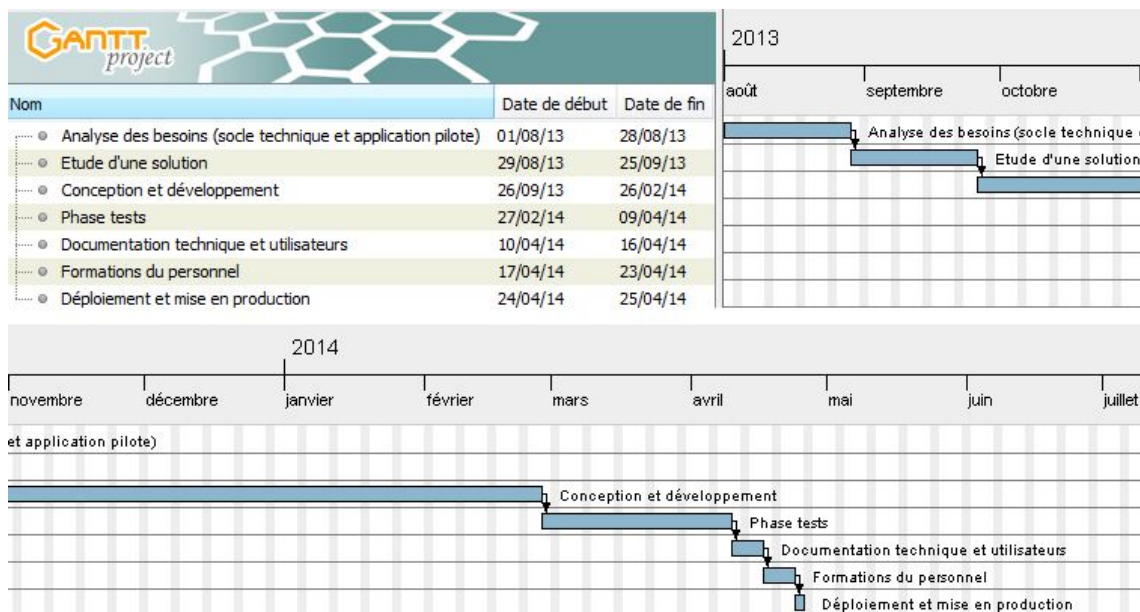 GANTT
project
Nom Date de début Date de fin
Analyse des besoins (socle technique et application pilote) 01/08/13 28/08/13
Etude d'une solution 29/08/13 25/09/13
Conception et développement 26/09/13 26/02/14
Phase tests 27/02/14 09/04/14
Documentation technique et utilisateurs 10/04/14 16/04/14
Formations du personnel 17/04/14 23/04/14
Déploiement et mise en production 24/04/14 25/04/14
2013
août septembre octobre
Analyse des besoins (socle technique
Etude d'une solution
2014
novembre décembre janvier février mars avril mai juin juillet
et application pilote)
Conception et développement
Phase tests
Documentation technique et utilisateurs
Formations du personnel
Déploiement et mise en production